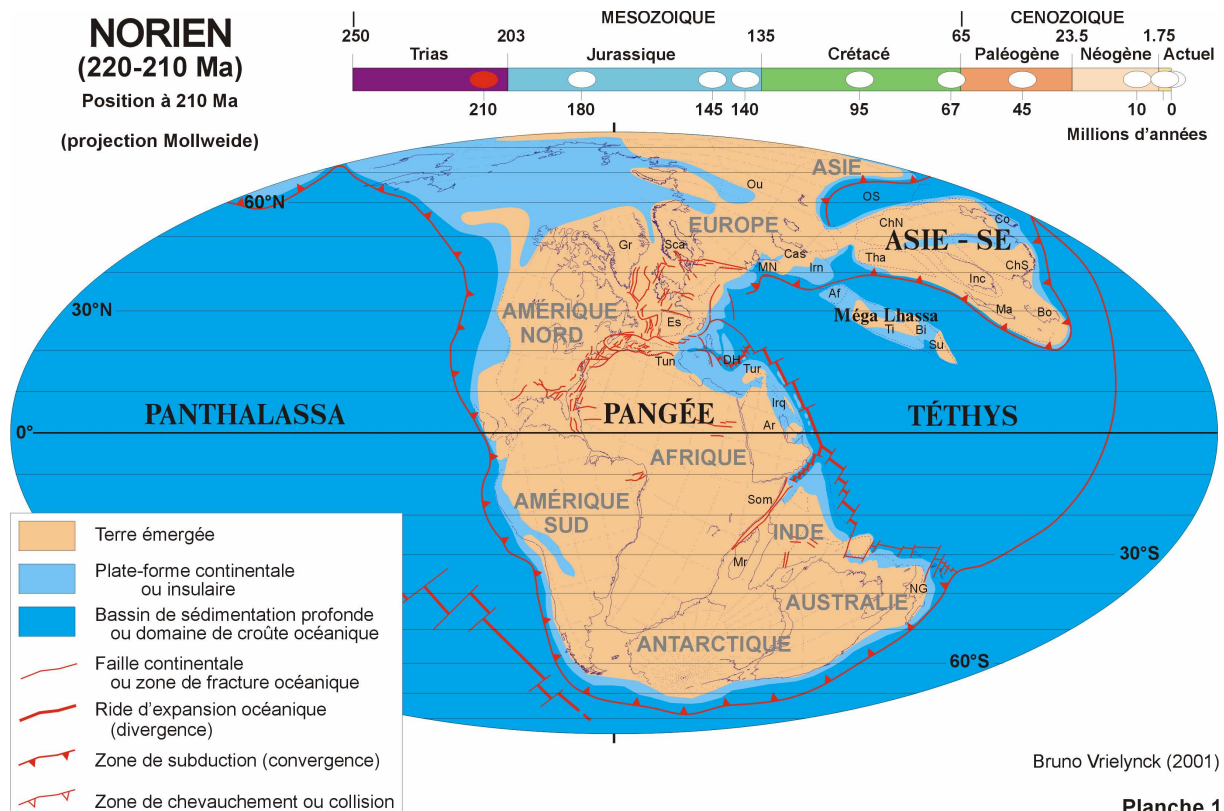 NORIEN
(220-210 Ma)
Position à 210 Ma
(projection Mollweide)
MESOZOIQUE
CENOZOIQUE
250
203
135
65
23.5
1.75
Trias
Jurassique
Crétacé
Paléogène
Néogène
Actuel
210
180
145
140
95
67
45
10
0
Millions d'années
ASIE
Ou
OS
60°N
EUROPE
ChN
Co
Gr
Sca
ASIE - SE
Cas
MN
Irn
Tha
ChS
Inc
Af
30°N
AMÉRIQUE
NORD
Es
Méga Lhassa
Ma
Bo
Ti
Bi
Su
Tun
DH
Tur
PANTHALASSA
PANGÉE
Irq
TÉTHYS
Ar
0°
AFRIQUE
AMÉRIQUE
SUD
Som
INDE
30°S
Mr
NG
AUSTRALIE
ANTARCTIQUE
60°S
Terre émergée
Plate-forme continentale
ou insulaire
Bassin de sédimentation profonde
ou domaine de croûte océanique
Faille continentale
ou zone de fracture océanique
Ride d'expansion océanique
(divergence)
Zone de subduction (convergence)
Zone de chevauchement ou collision
Bruno Vrielynck (2001)
Planche 1